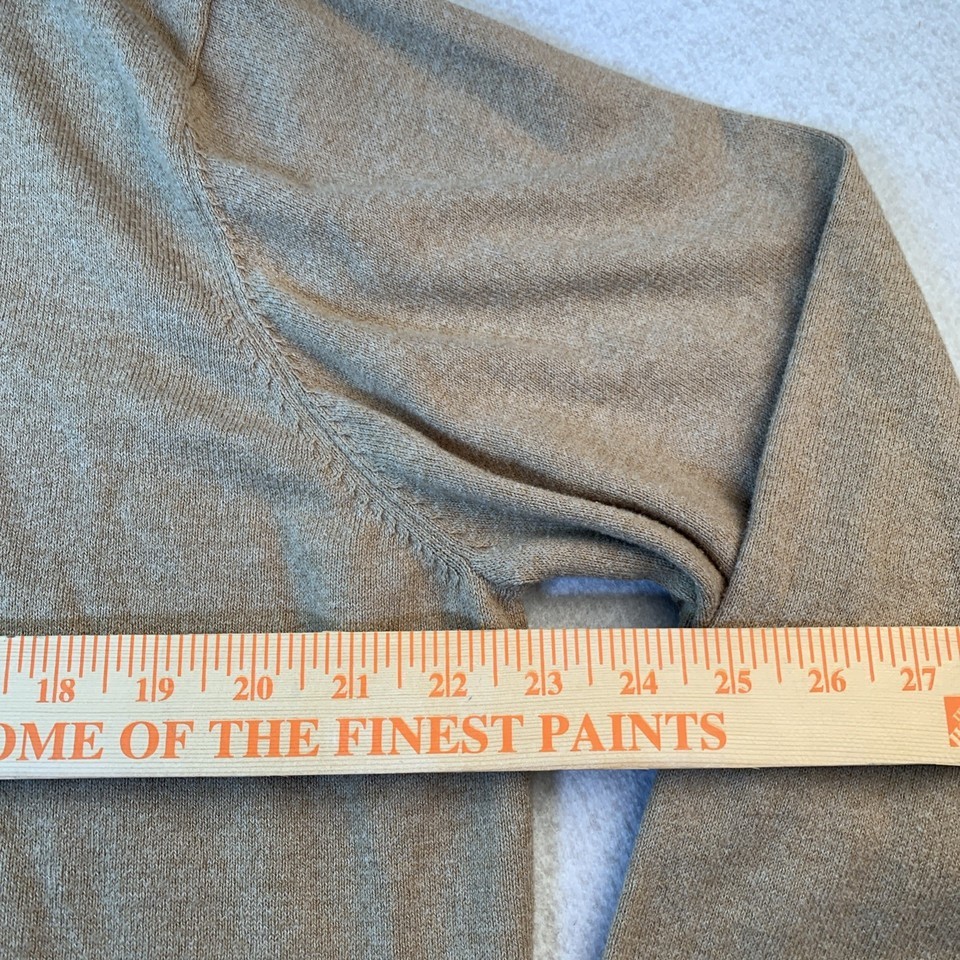 18 19 20 21 22 23 24 25 26 27
OME OF THE FINEST PAINTS